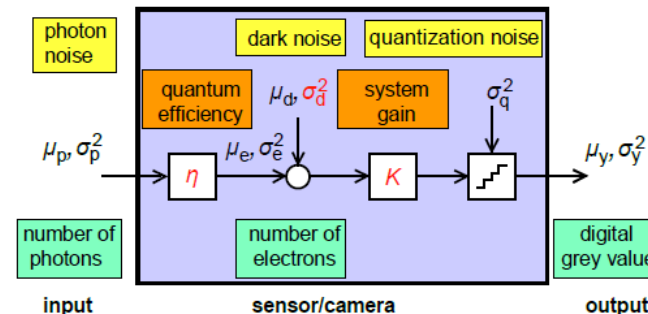 photon
noise
dark noise
quantization noise
quantum
efficiency
μd, σd²
system
gain
σq²
μp, σp²
μe, σe²
μy, σy²
η
K
number of
photons
number of
electrons
digital
grey value
input
sensor/camera
output